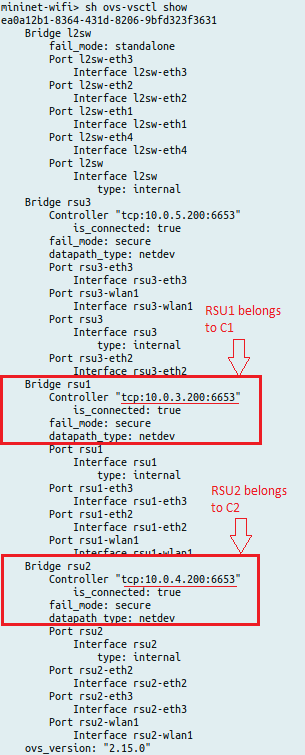 mininet-wifi> sh ovs-vsctl show
ea0a12b1-8364-431d-8206-9bfd323f3631
Bridge l2sw
fail_mode: standalone
Port l2sw-eth3
Interface l2sw-eth3
Port l2sw-eth2
Interface l2sw-eth2
Port l2sw-eth1
Interface l2sw-eth1
Port l2sw-eth4
Interface l2sw-eth4
Port l2sw
Interface l2sw
type: internal
Bridge rsu3
Controller "tcp:10.0.5.200:6653"
is_connected: true
fail_mode: secure
datapath_type: netdev
Port rsu3-eth3
Interface rsu3-eth3
Port rsu3-wlan1
Interface rsu3-wlan1
Port rsu3
Interface rsu3
type: internal
Port rsu3-eth2
Interface rsu3-eth2
RSU1 belongs
to C1
Bridge rsu1
Controller "tcp:10.0.3.200:6653"
is_connected: true
fail_mode: secure
datapath_type: netdev
Port rsu1
Interface rsu1
type: internal
Port rsu1-eth3
Interface rsu1-eth3
Port rsu1-eth2
Interface rsu1-eth2
Port rsu1-wlan1
Interface rsu1-wlan1
RSU2 belongs
to C2
Bridge rsu2
Controller "tcp:10.0.4.200:6653"
is_connected: true
fail_mode: secure
datapath_type: netdev
Port rsu2
Interface rsu2
type: internal
Port rsu2-eth2
Interface rsu2-eth2
Port rsu2-eth3
Interface rsu2-eth3
Port rsu2-wlan1
Interface rsu2-wlan1
ovs_version: "2.15.0"